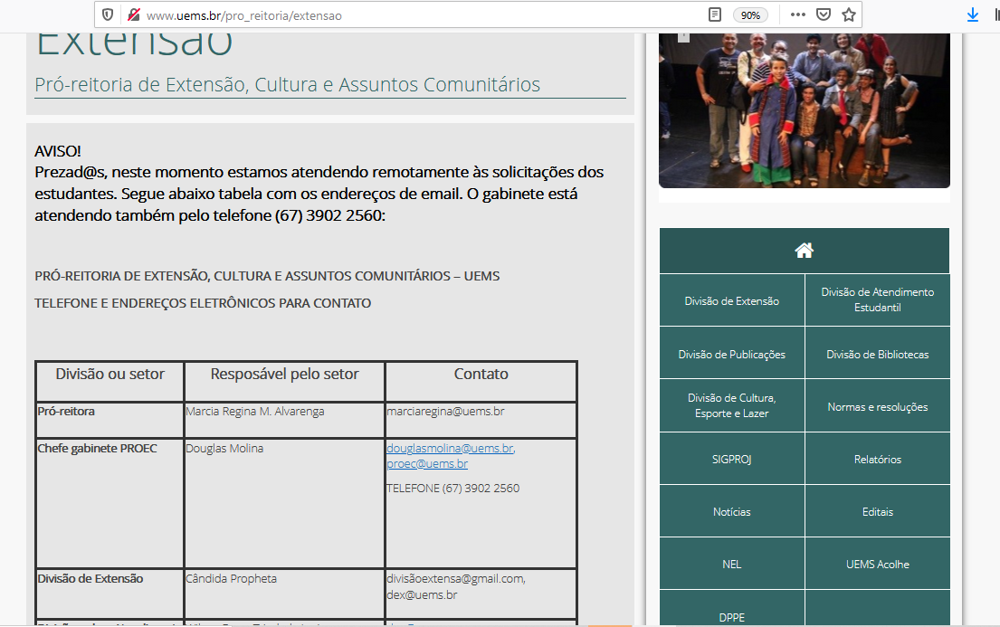 www.uems.br/pro_reitoria/extensao
90%
Extensão
Pró-reitoria de Extensão, Cultura e Assuntos Comunitários
AVISO!
Prezad@s, neste momento estamos atendendo remotamente às solicitações dos
estudantes. Segue abaixo tabela com os endereços de email. O gabinete está
atendendo também pelo telefone (67) 3902 2560:
PRÓ-REITORIA DE EXTENSÃO, CULTURA E ASSUNTOS COMUNITÁRIOS – UEMS
TELEFONE E ENDEREÇOS ELETRÔNICOS PARA CONTATO
Divisão ou setor
Resposável pelo setor
Contato
Pró-reitora
Marcia Regina M. Alvarenga
marciaregina@uems.br
Chefe gabinete PROEC
Douglas Molina
douglasmolina@uems.br,
proec@uems.br
TELEFONE (67) 3902 2560
Divisão de Extensão
Cândida Propheta
divisãoextensa@gmail.com,
dex@uems.br
Divisão de Extensão
Divisão de Atendimento
Estudantil
Divisão de Publicações
Divisão de Bibliotecas
Divisão de Cultura,
Esporte e Lazer
Normas e resoluções
SIGPROJ
Relatórios
Notícias
Editais
NEL
UEMS Acolhe
DPPE